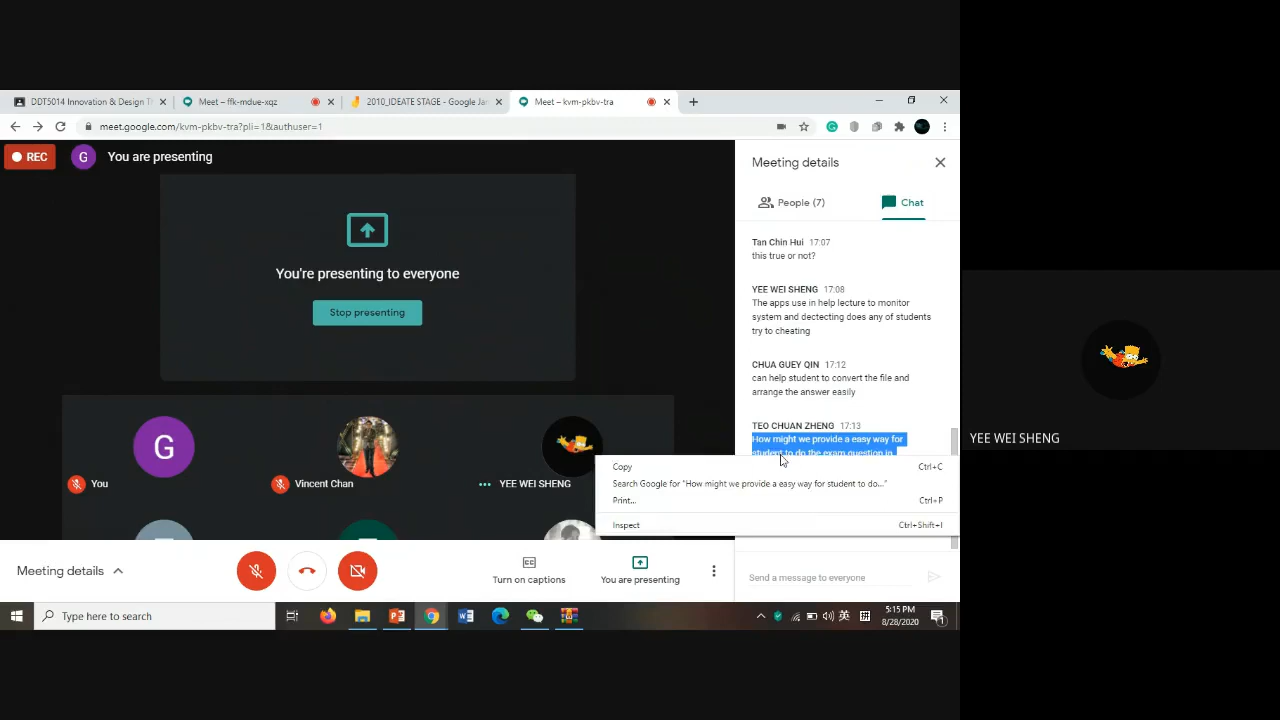 DDT5014 Innovation & Design T
Meet – ffk-mdue-xqz
2010_IDEATE STAGE - Google Ja
Meet – kvm-pkbv-tra
meet.google.com/kvm-pkbv-tra?pli=1&authuser=1
REC
G
You are presenting
You're presenting to everyone
Stop presenting
G
You
Vincent Chan
YEE WEI SHENG
Meeting details
People (7)
Chat
Tan Chin Hui 17:07
this true or not?
YEE WEI SHENG 17:08
The apps use in help lecture to monitor
system and dectecting does any of students
try to cheating
CHUA GUEY QIN 17:12
can help student to convert the file and
arrange the answer easily
TEO CHUAN ZHENG 17:13
How might we provide a easy way for
student to do the exam question in
Copy Ctrl+C
Search Google for "How might we provide a easy way for student to do..."
Print... Ctrl+P
Inspect Ctrl+Shift+I
Send a message to everyone
Meeting details
Turn on captions
You are presenting
Type here to search
英
5:15 PM
8/28/2020
1
YEE WEI SHENG